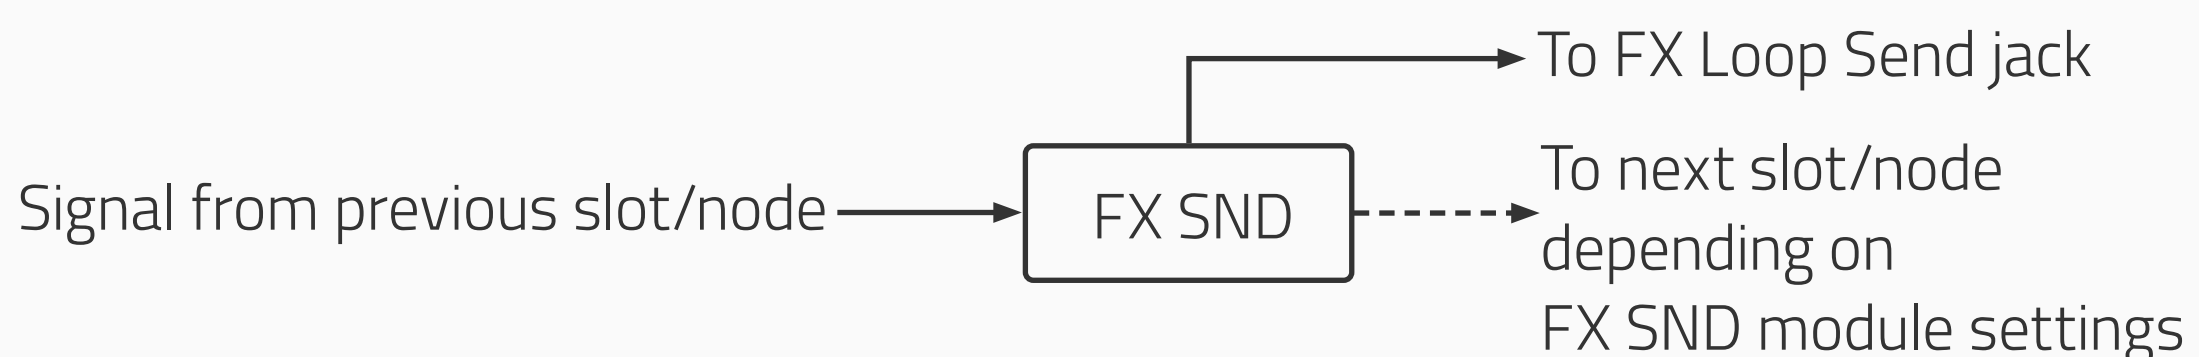 To FX Loop Send jack
Signal from previous slot/node
FX SND
To next slot/node
depending on
FX SND module settings